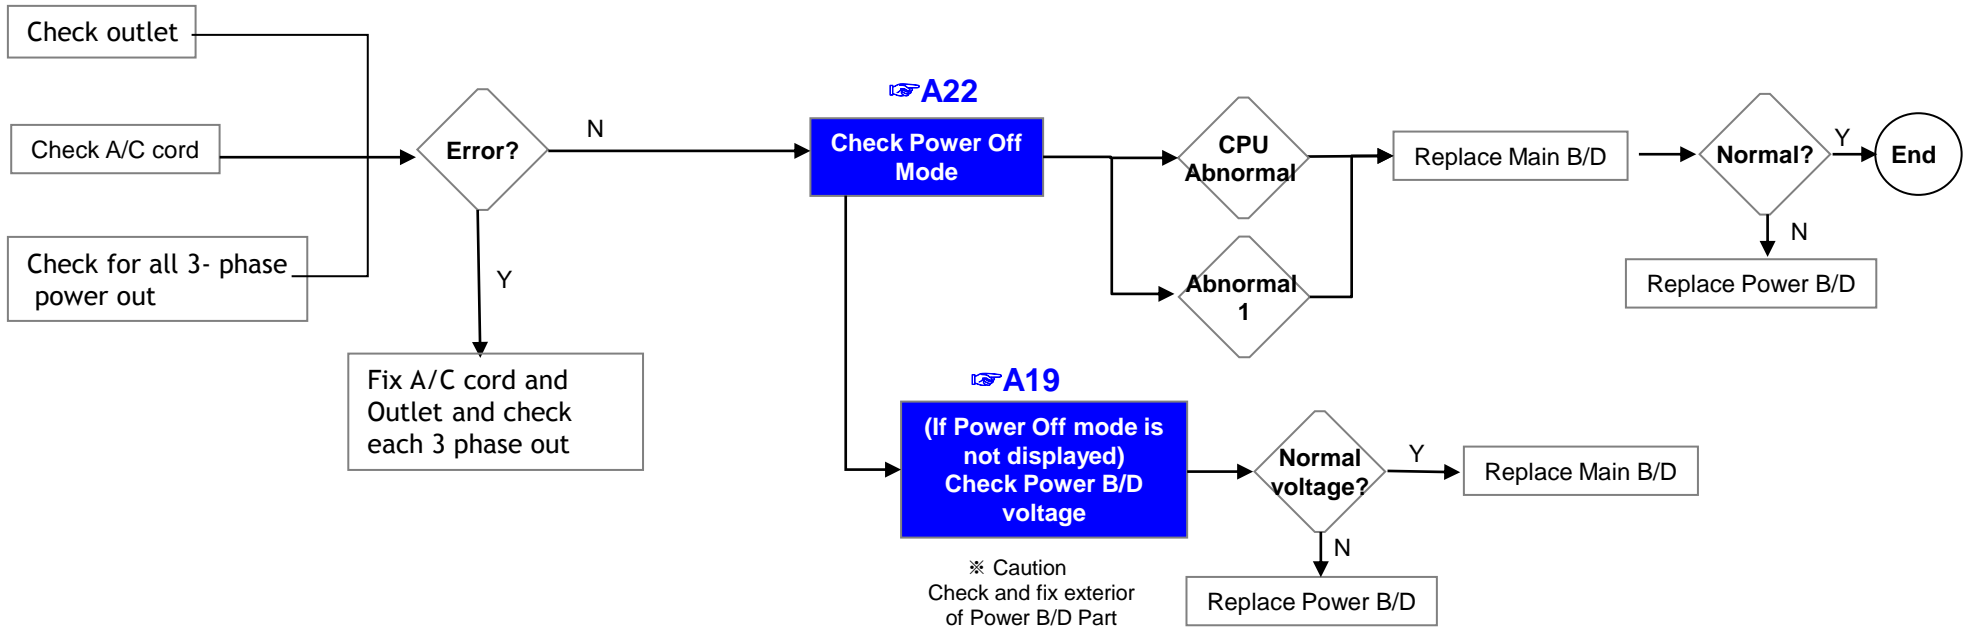 Check outlet
Check A/C cord
Check for all 3- phase
power out
Error?
N
Y
Fix A/C cord and
Outlet and check
each 3 phase out
☞A22
Check Power Off
Mode
CPU
Abnormal
Abnormal
1
Replace Main B/D
Normal?
Y
End
N
Replace Power B/D
☞A19
(If Power Off mode is
not displayed)
Check Power B/D
voltage
※ Caution
Check and fix exterior
of Power B/D Part
Normal
voltage?
Y
Replace Main B/D
N
Replace Power B/D